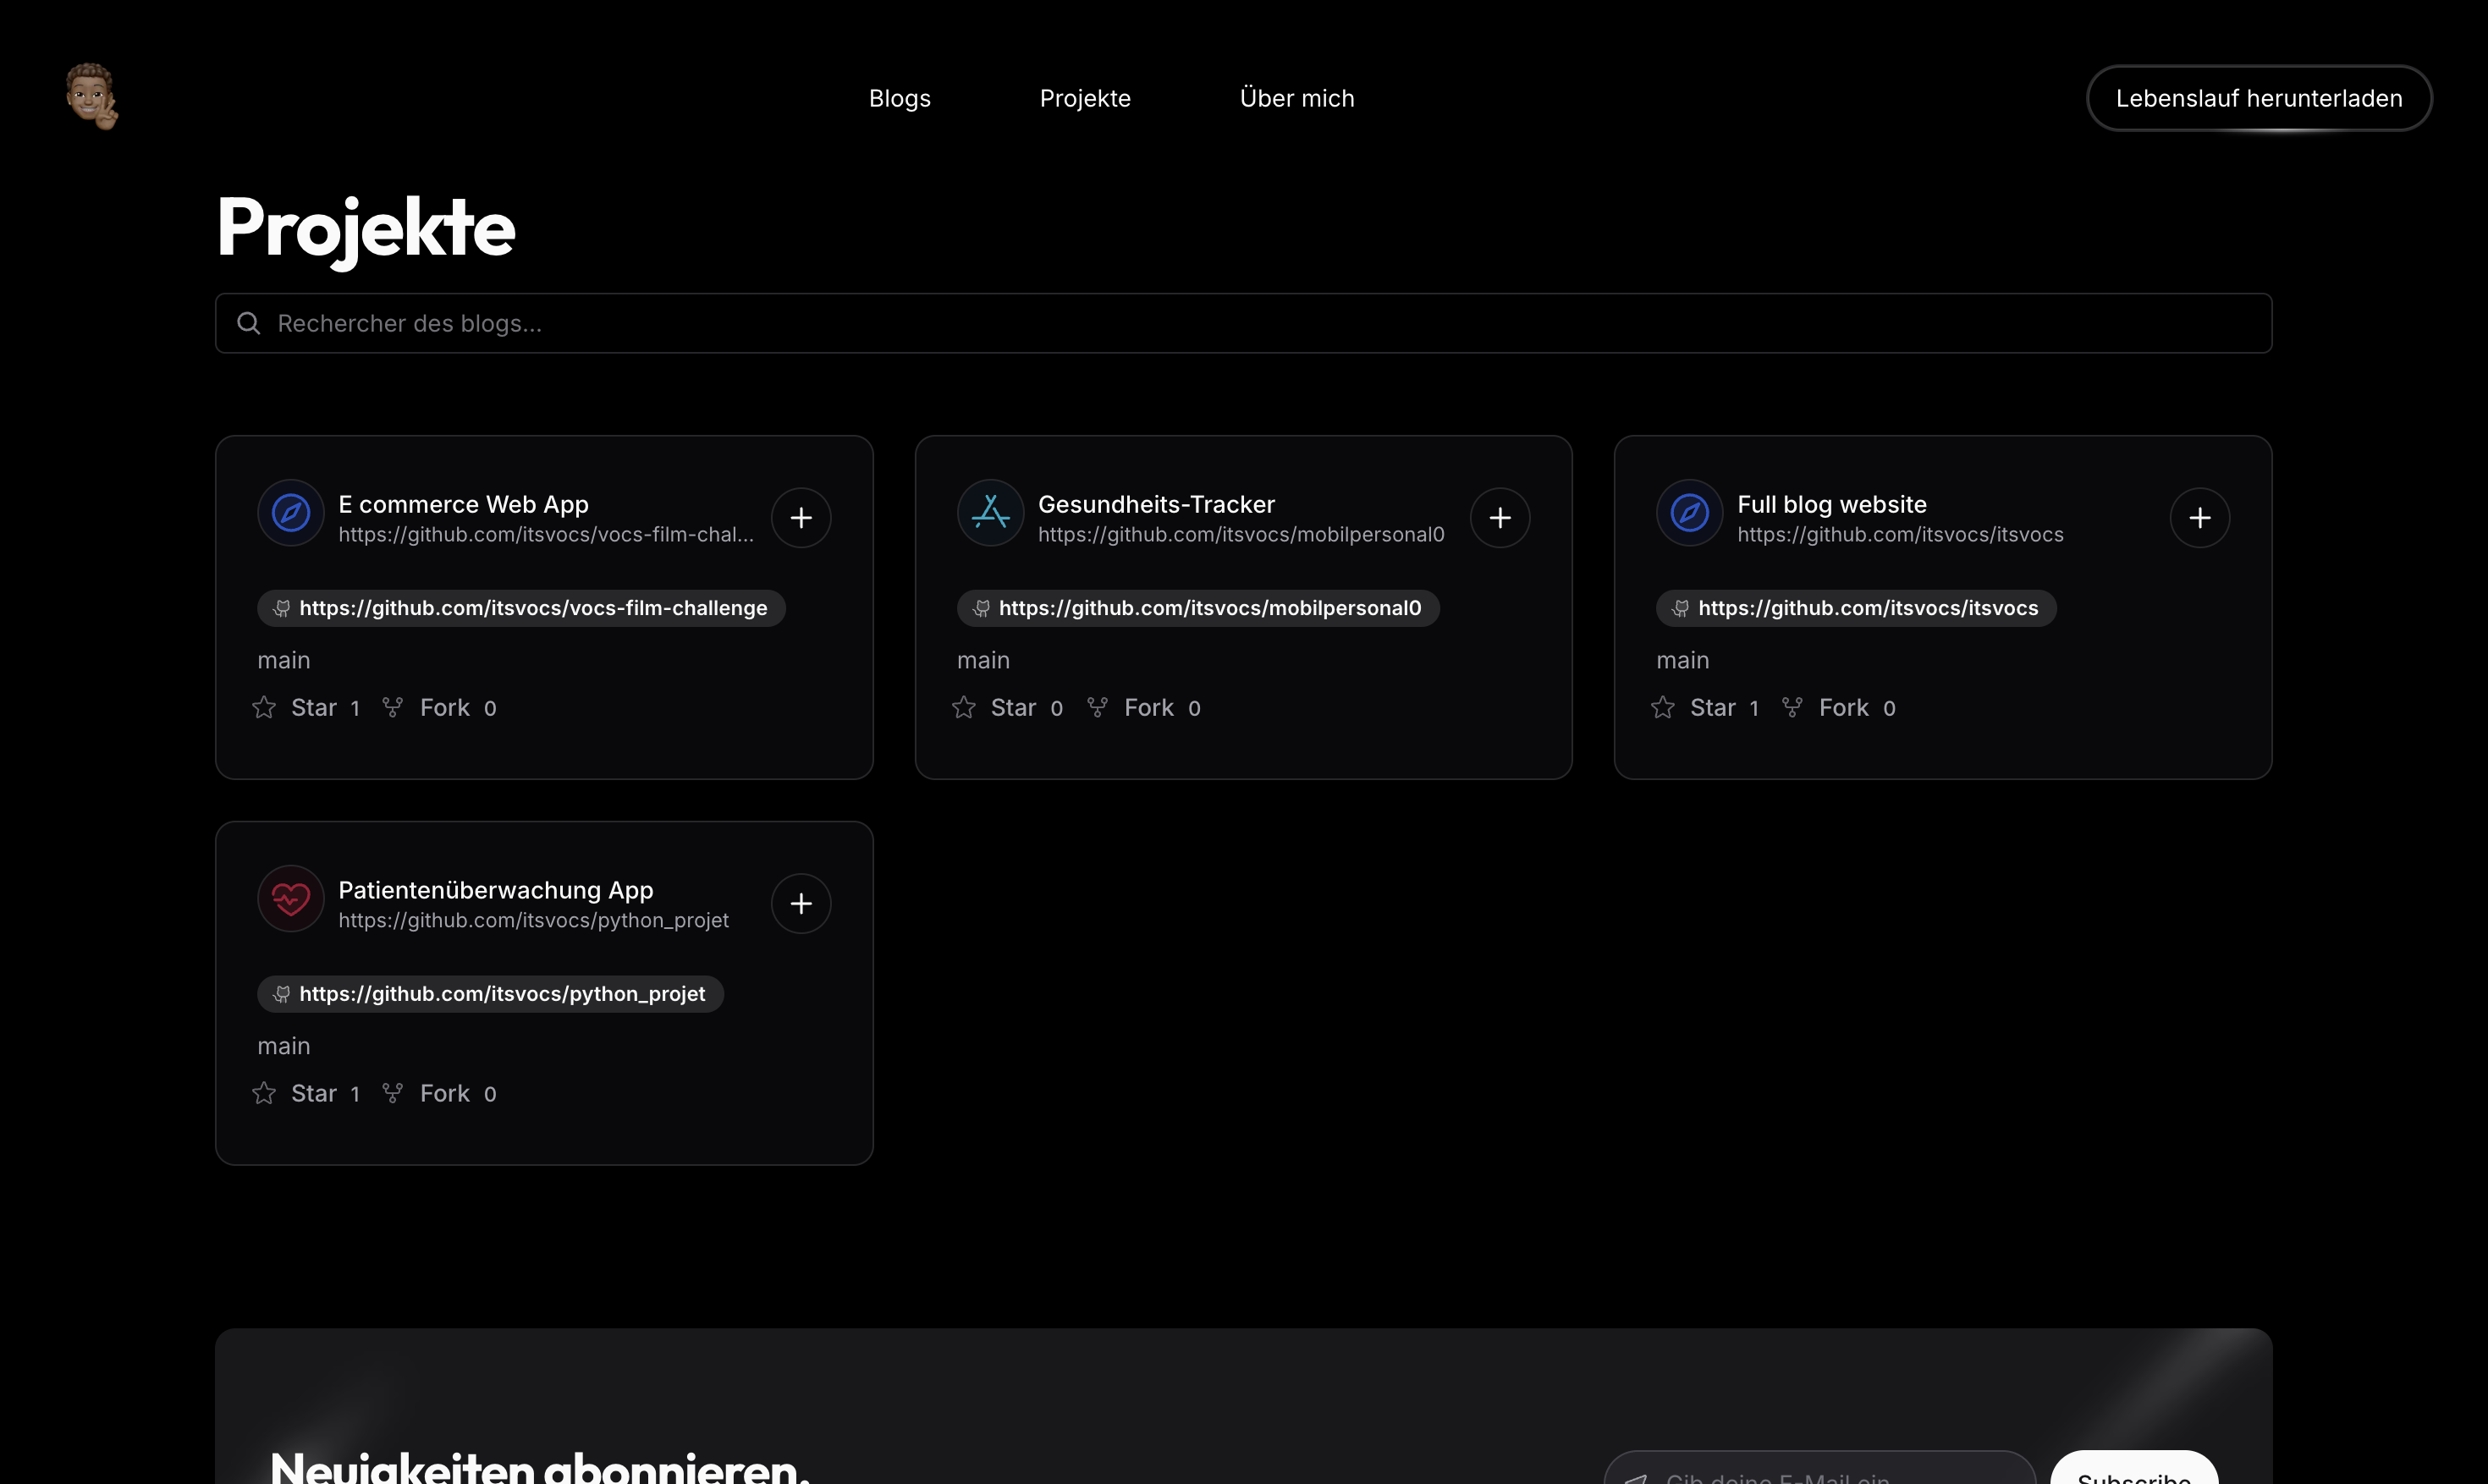 Blogs
Projekte
Über mich
Lebenslauf herunterladen
Projekte
Rechercher des blogs...
E commerce Web App
https://github.com/itsvocs/vocs-film-chal...
https://github.com/itsvocs/vocs-film-challenge
main
Star 1 Fork 0
Gesundheits-Tracker
https://github.com/itsvocs/mobilpersonal0
https://github.com/itsvocs/mobilpersonal0
main
Star 0 Fork 0
Full blog website
https://github.com/itsvocs/itsvocs
https://github.com/itsvocs/itsvocs
main
Star 1 Fork 0
Patientenüberwachung App
https://github.com/itsvocs/python_projet
https://github.com/itsvocs/python_projet
main
Star 1 Fork 0
Neuigkeiten abonnieren.
Gib deine E-Mail ein
Subscribe